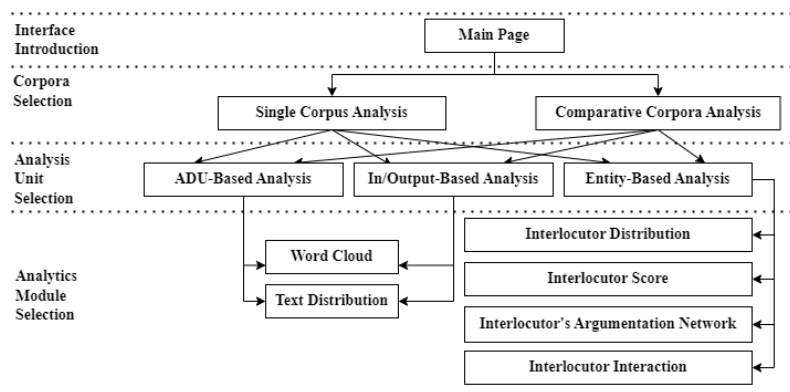 Interface
Introduction
Main Page
Corpora
Selection
Single Corpus Analysis
Comparative Corpora Analysis
Analysis
Unit
Selection
ADU-Based Analysis
In/Output-Based Analysis
Entity-Based Analysis
Analytics
Module
Selection
Word Cloud
Text Distribution
Interlocutor Distribution
Interlocutor Score
Interlocutor's Argumentation Network
Interlocutor Interaction